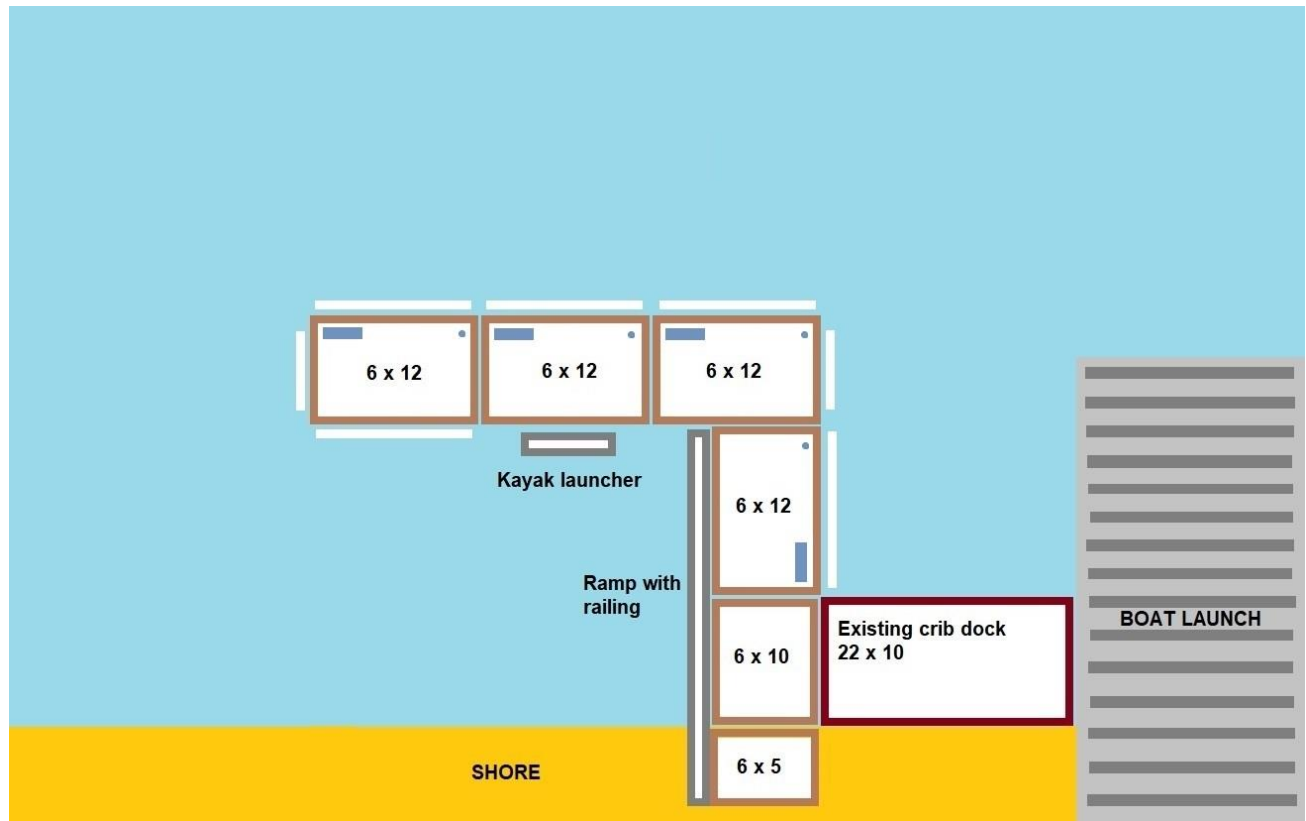 6 x 12
6 x 12
6 x 12
Kayak launcher
6 x 12
Ramp with
railing
Existing crib dock
22 x 10
BOAT LAUNCH
6 x 10
SHORE
6 x 5